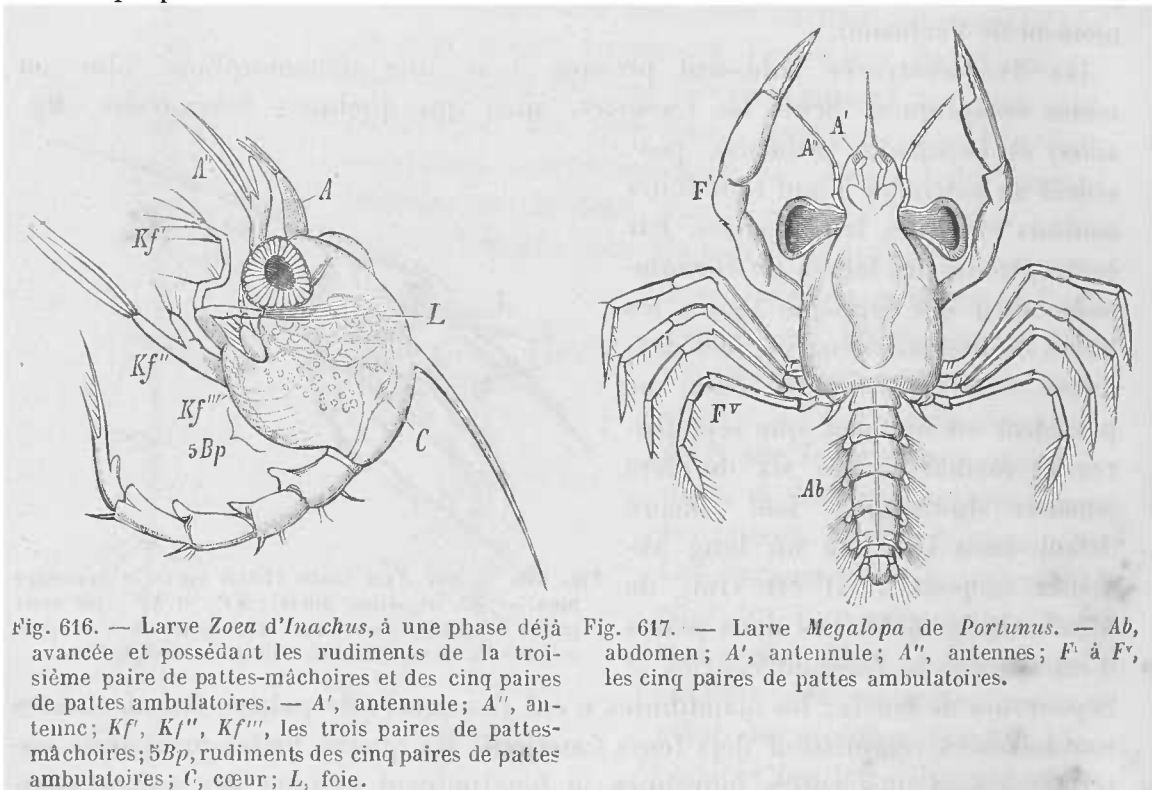 A'
A
Kf'
L
Kf"
Kf'''
5Bp
C
A'
A"
F'
Fv
Ab
Fig. 616. — Larve Zoea d'Inachus, à une phase déjà
avancée et possédant les rudiments de la troi-
sième paire de pattes-mâchoires et des cinq paires
de pattes ambulatoires. — A', antennule; A", an-
tenne; Kf', Kf", Kf''', les trois paires de pattes-
mâchoires; 5Bp, rudiments des cinq paires de pattes
ambulatoires; C, cœur; L, foie.
Fig. 617. — Larve Megalopa de Portunus. — Ab,
abdomen; A', antennule; A", antennes; Fı à Fv,
les cinq paires de pattes ambulatoires.